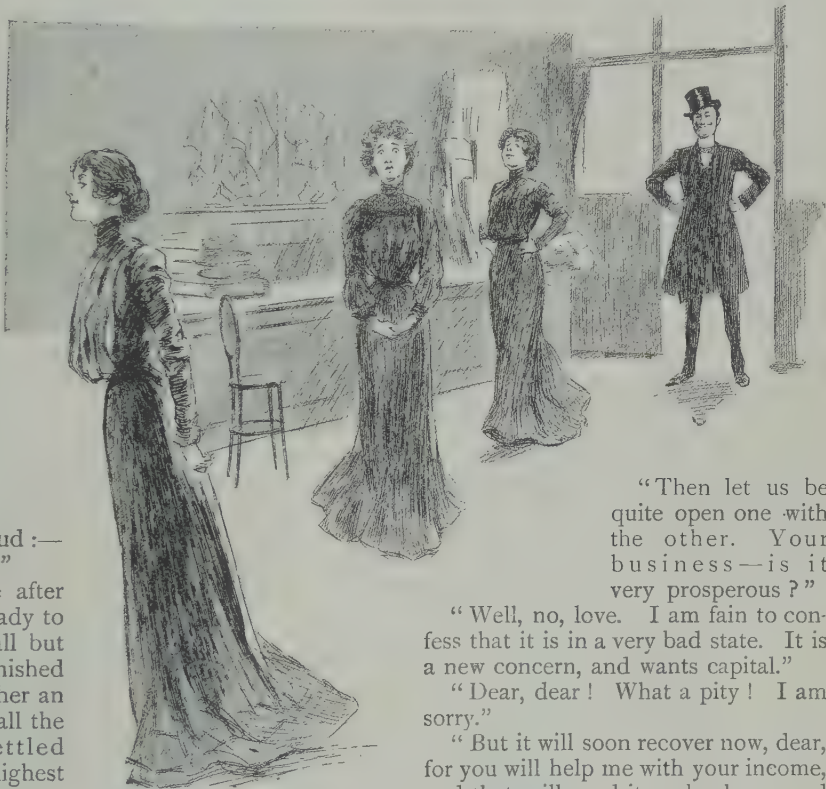 ud :—
”
after
ady to
ll but
nished
her an
all the
ettled
ighest
“Then let us be
quite open one with
the other. Your
business—is it
very prosperous ?”
“ Well, no, love. I am fain to con-
fess that it is in a very bad state. It is
a new concern, and wants capital.”
“ Dear, dear ! What a pity ! I am
sorry.”
“ But it will soon recover now, dear,
for you will help me with your income,